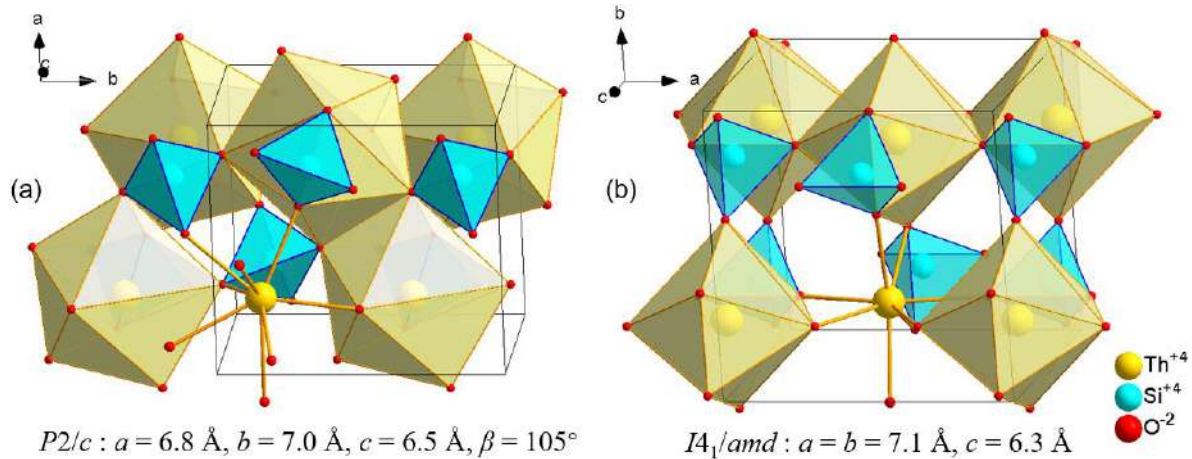 a
c
b
(a)
b
a
c
(b)
Th+4
Si+4
O-2
P2/c : a = 6.8 Å, b = 7.0 Å, c = 6.5 Å, β = 105°
I4₁/amd : a = b = 7.1 Å, c = 6.3 Å